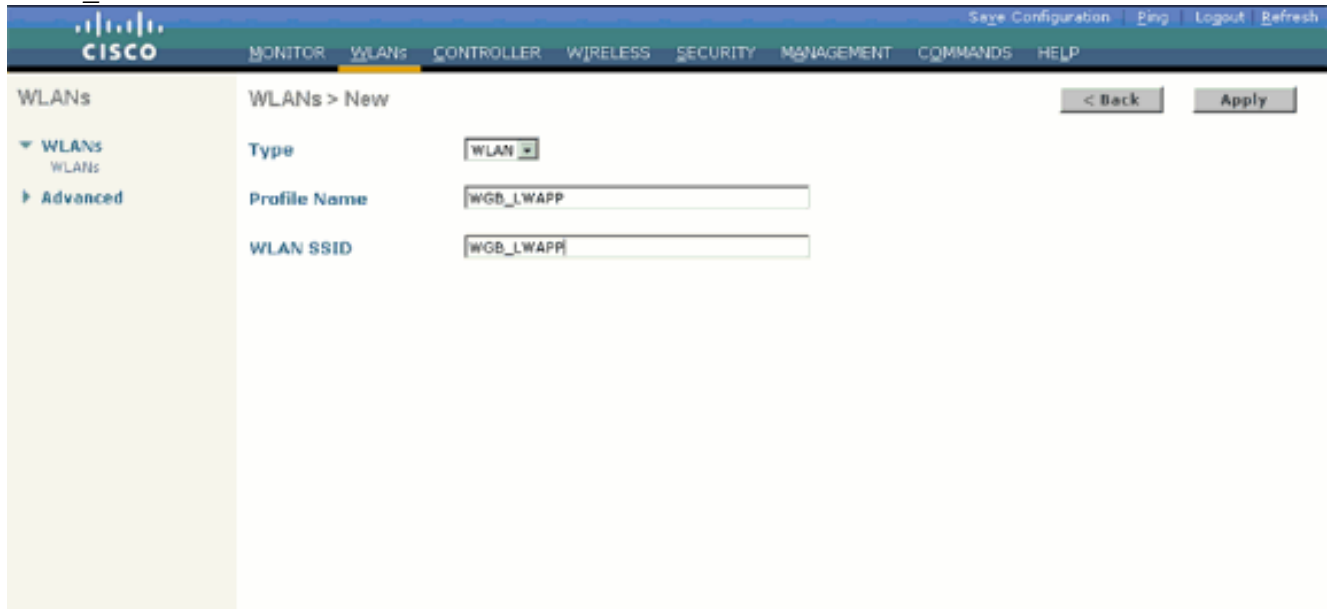 Save Configuration Ping Logout Refresh
CISCO MONITOR WLANs CONTROLLER WIRELESS SECURITY MANAGEMENT COMMANDS HELP
WLANs WLANs > New < Back Apply
WLANs Type WLAN
WLANs
Advanced Profile Name WGB_LWAPP
WLAN SSID WGB_LWAPP